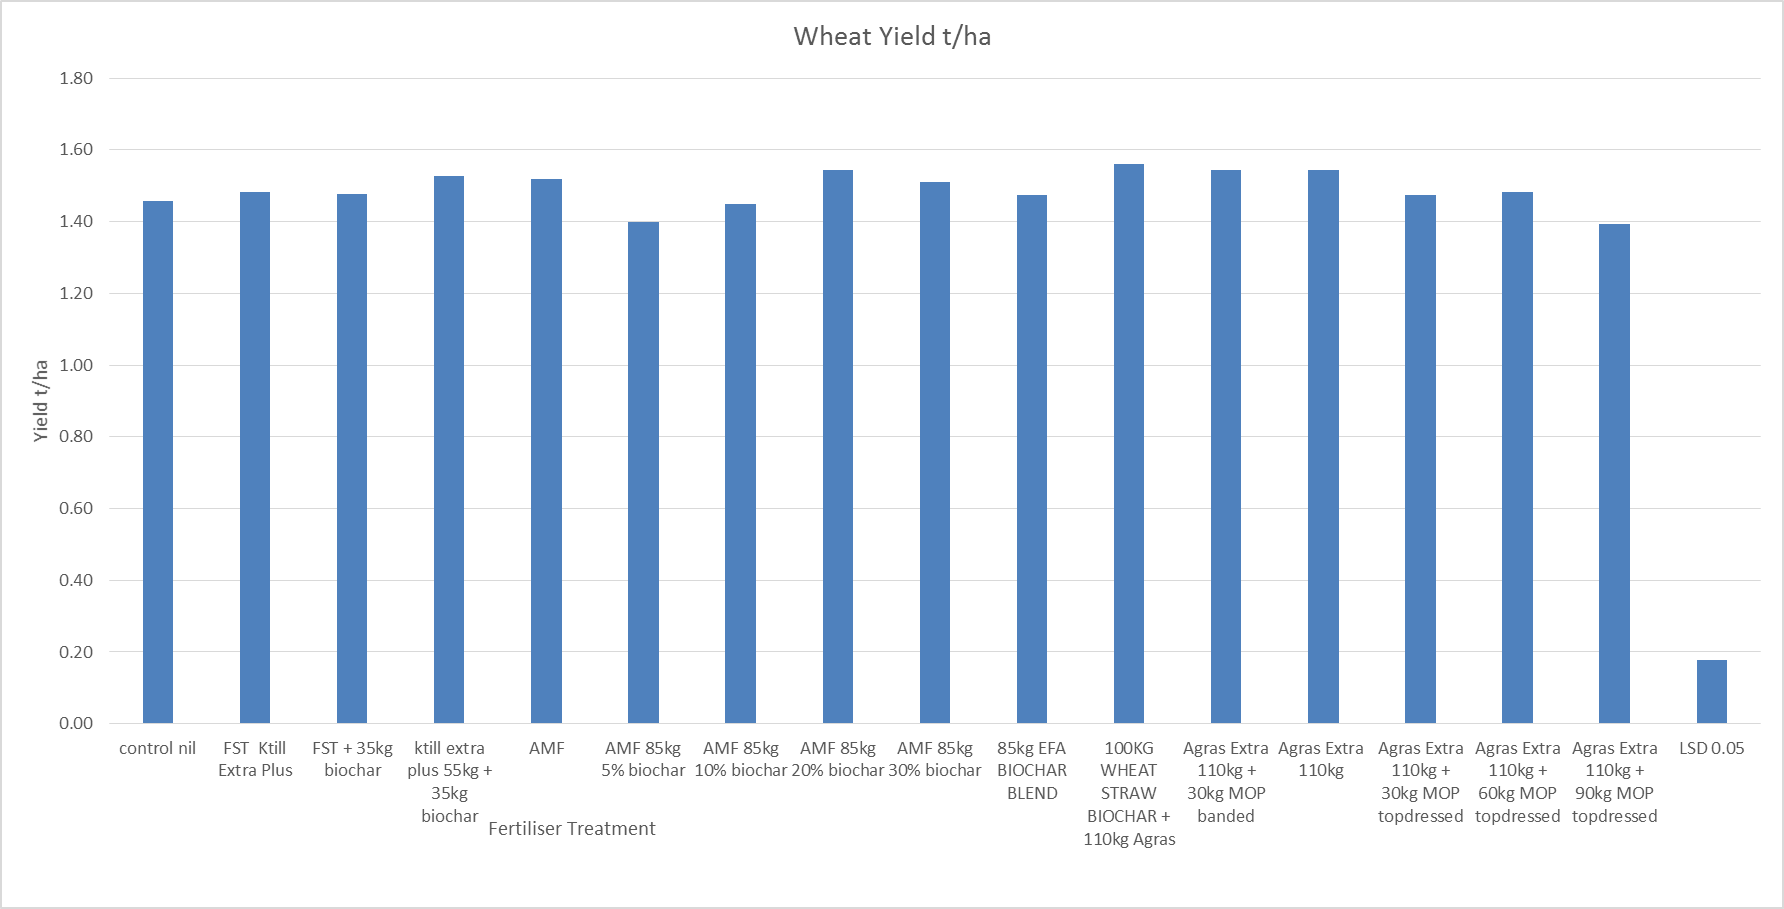 Wheat Yield t/ha
Yield t/ha
1.80
1.60
1.40
1.20
1.00
0.80
0.60
0.40
0.20
0.00
control nil
FST  Ktill
Extra Plus
FST + 35kg
biochar
ktill extra
plus 55kg +
35kg
biochar
AMF
AMF 85kg
5% biochar
AMF 85kg
10% biochar
AMF 85kg
20% biochar
AMF 85kg
30% biochar
85kg EFA
BIOCHAR
BLEND
100KG
WHEAT
STRAW
BIOCHAR +
110kg Agras
Agras Extra
110kg +
30kg MOP
banded
Agras Extra
110kg
Agras Extra
110kg +
30kg MOP
topdressed
Agras Extra
110kg +
60kg MOP
topdressed
Agras Extra
110kg +
90kg MOP
topdressed
LSD 0.05
Fertiliser Treatment